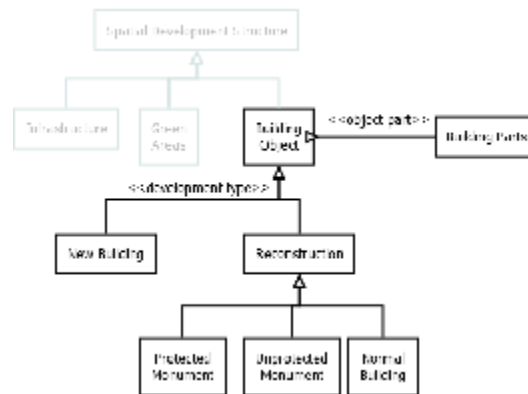 Spatial Development Structure
Infrastructure
Green
Areas
Building
Object
<<object part>>
Building Parts
<<development type>>
New Building
Reconstruction
Protected
Monument
Unprotected
Monument
Normal
Building